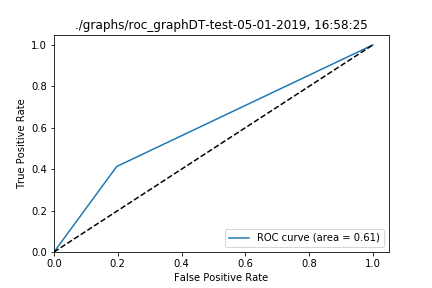 ./graphs/roc_graphDT-test-05-01-2019, 16:58:25
True Positive Rate
1.0
0.8
0.6
0.4
0.2
0.0
0.0 0.2 0.4 0.6 0.8 1.0
False Positive Rate
ROC curve (area = 0.61)